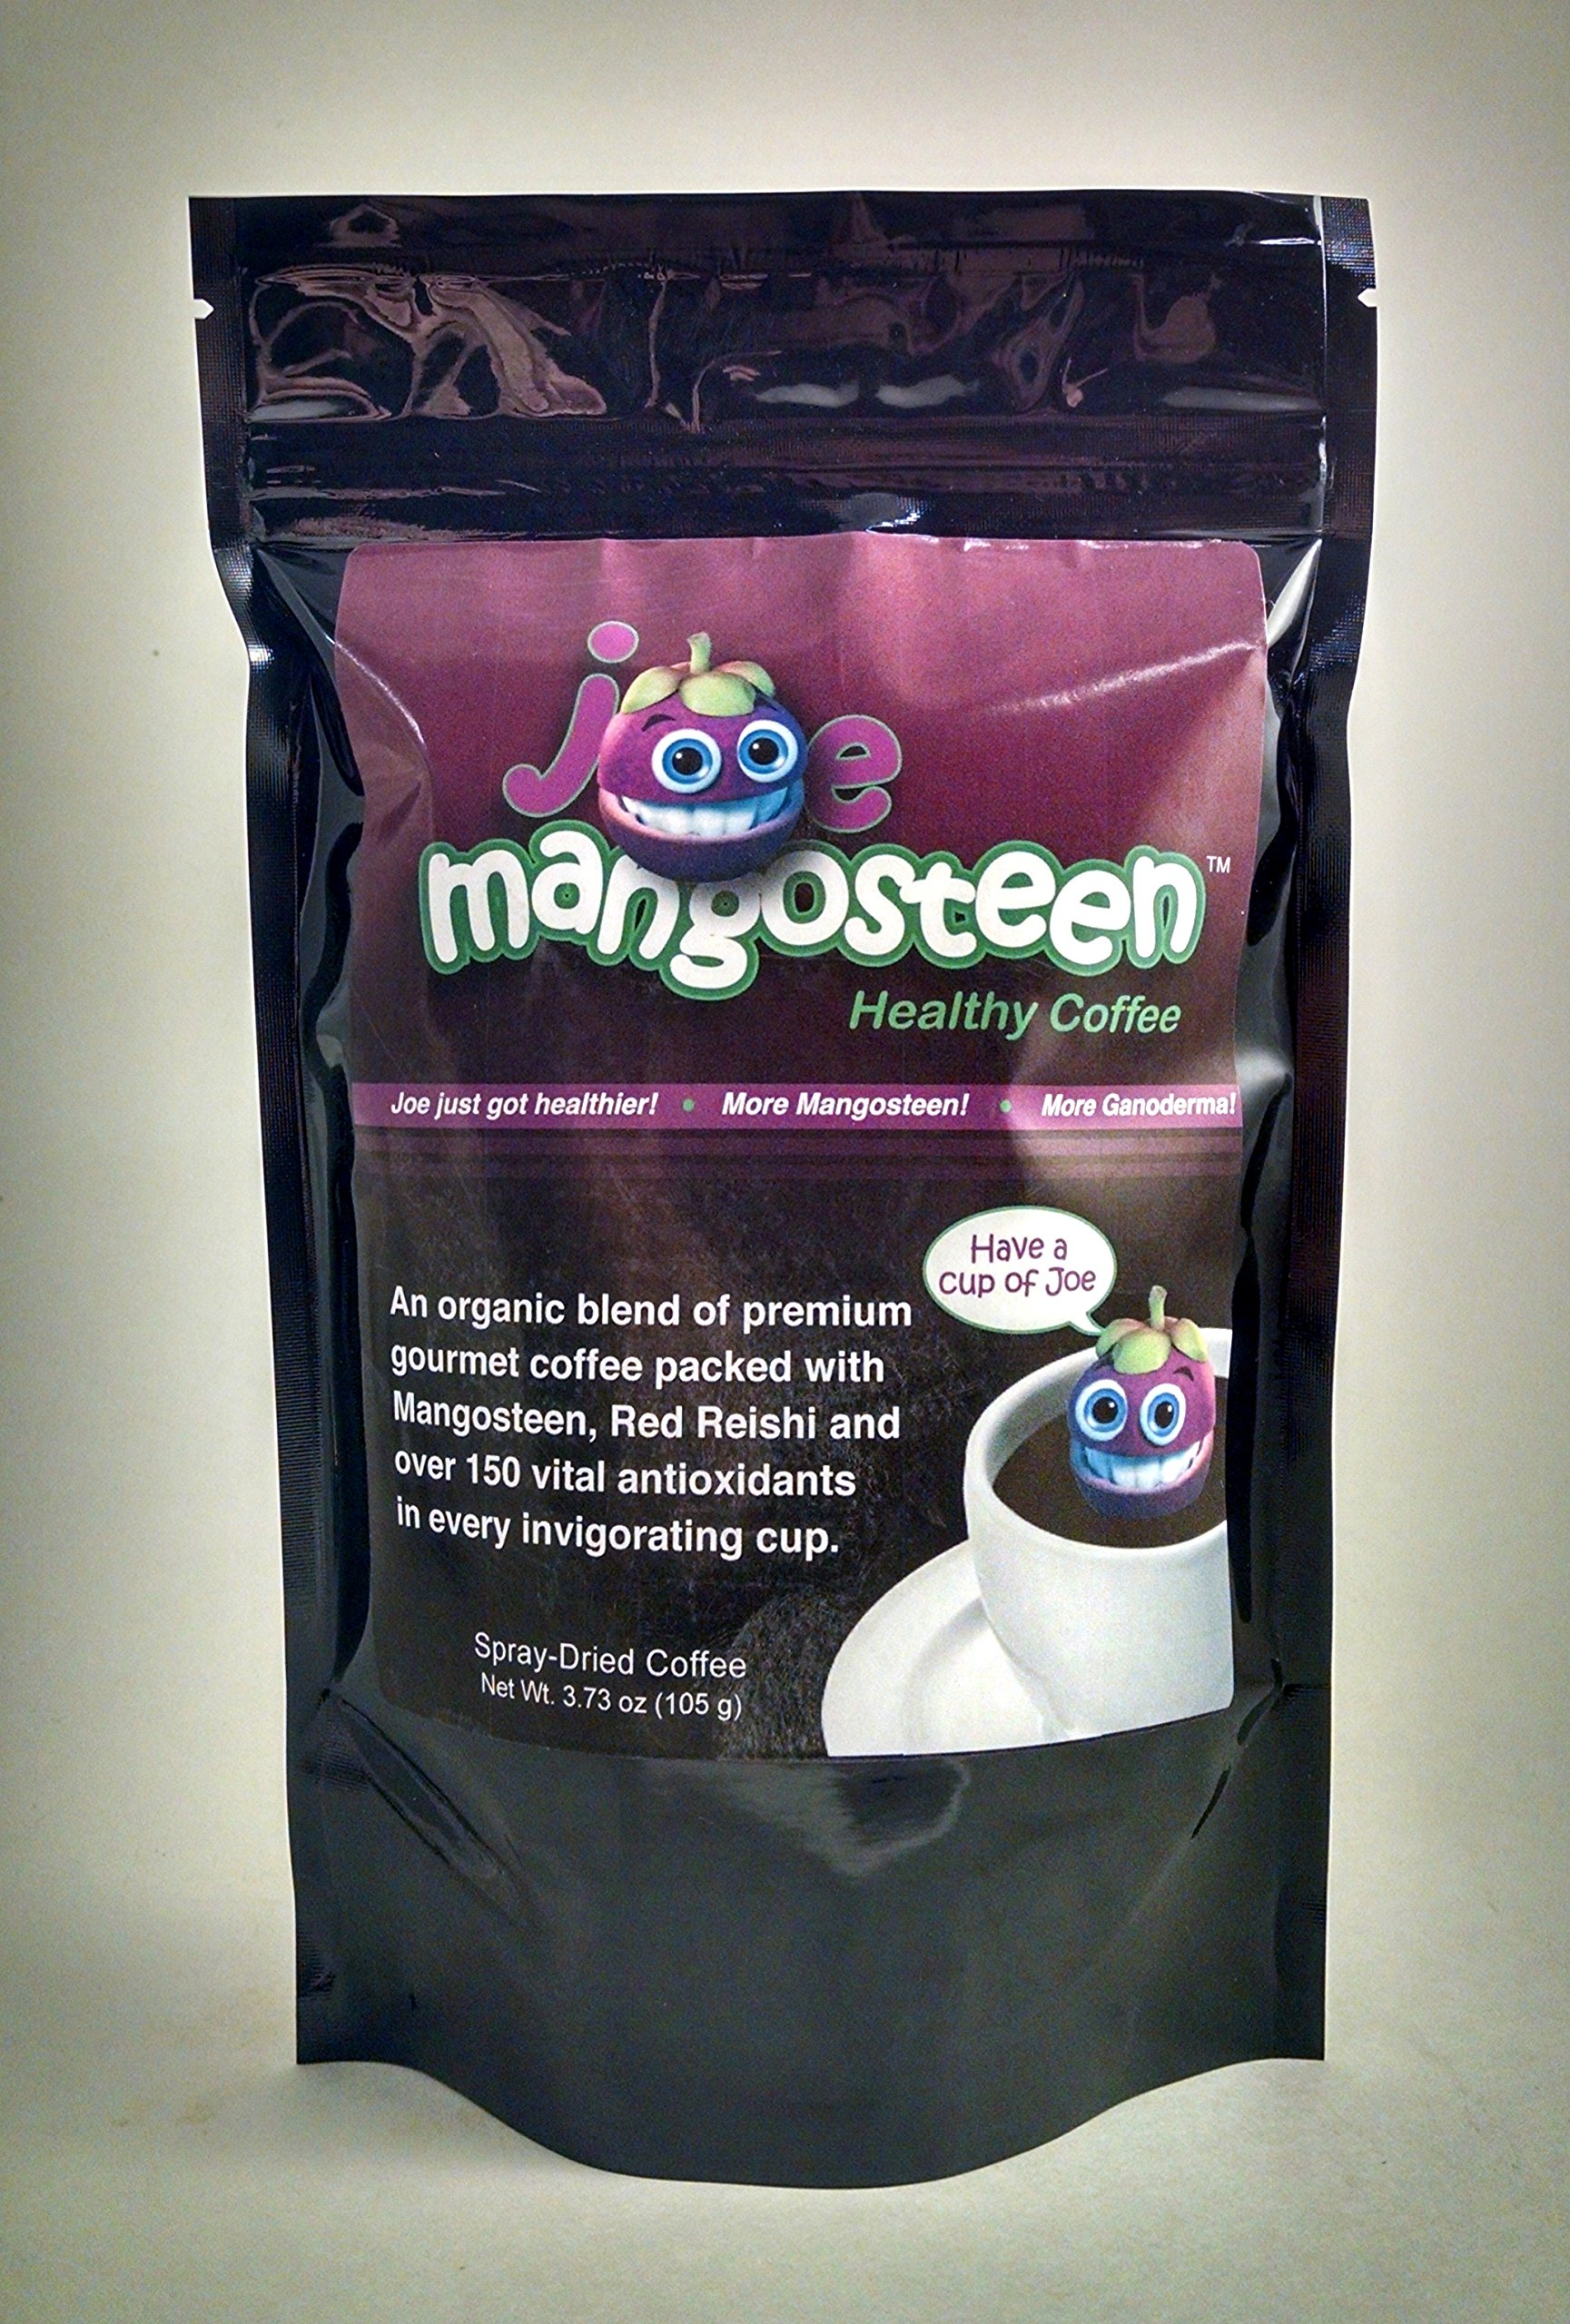 joe
mangosteen™
Healthy Coffee
Joe just got healthier! • More Mangosteen! • More Ganoderma!
Have a
cup of Joe
An organic blend of premium
gourmet coffee packed with
Mangosteen, Red Reishi and
over 150 vital antioxidants
in every invigorating cup.
Spray-Dried Coffee
Net Wt. 3.73 oz (105 g)